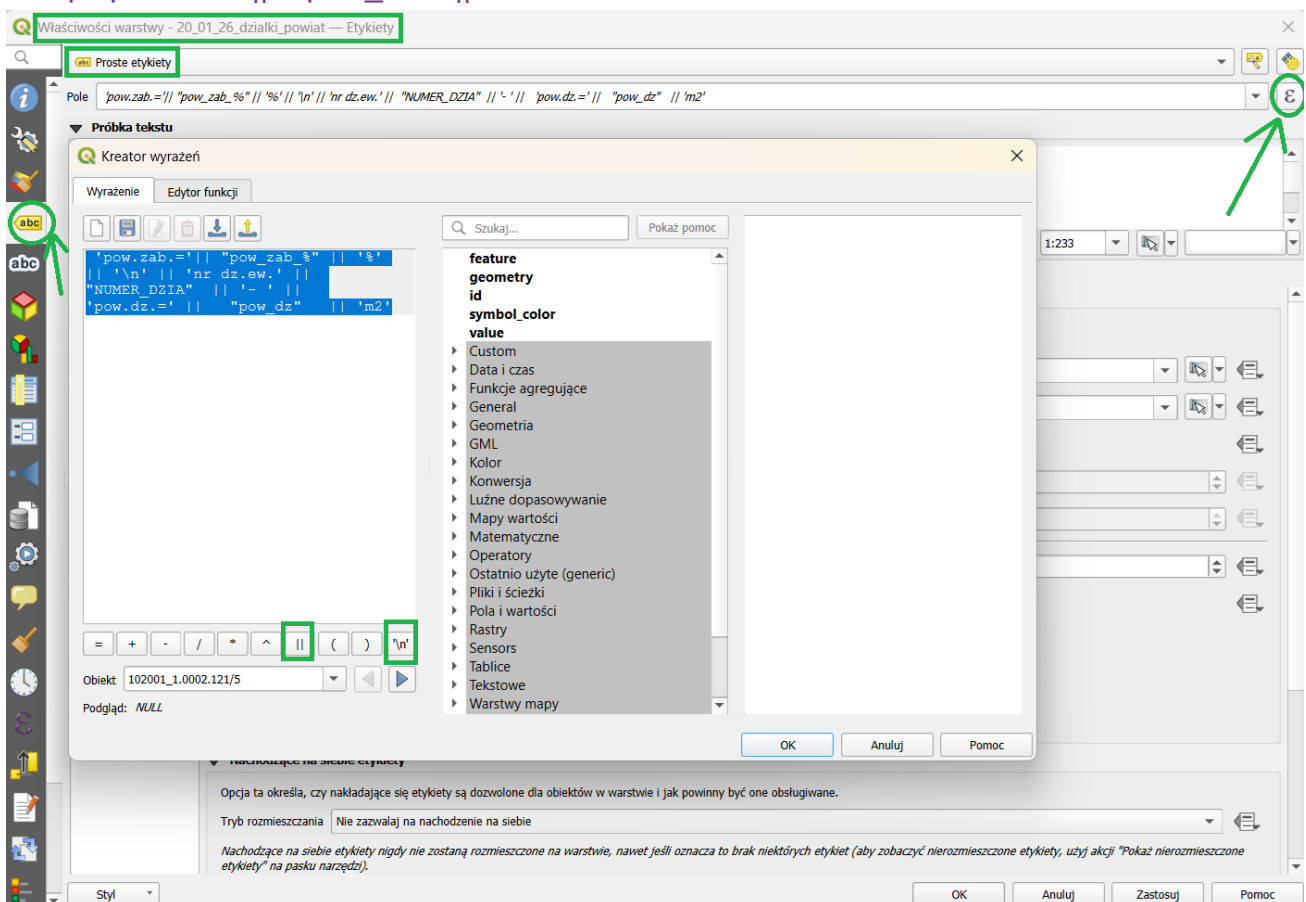 Właściwości warstwy - 20_01_26_dzialki_powiat — Etykiety
abc Proste etykiety
Pole 'pow.zab.='|| "pow_zab_%" || '%' || '\n' || 'nr dz.ew.' || "NUMER_DZIA" || '- ' || 'pow.dz.=' || "pow_dz" || 'm2'
ε
Próbka tekstu
Kreator wyrażeń
Wyrażenie Edytor funkcji
Szukaj... Pokaż pomoc
'pow.zab.='|| "pow_zab_%" || '%'
|| '\n' || 'nr dz.ew.' ||
"NUMER_DZIA" || '- ' ||
'pow.dz.=' || "pow_dz" || 'm2'
feature
geometry
id
symbol_color
value
Custom
Data i czas
Funkcje agregujące
General
Geometria
GML
Kolor
Konwersja
Luźne dopasowywanie
Mapy wartości
Matematyczne
Operatory
Ostatnio użyte (generic)
Pliki i ścieżki
Pola i wartości
Rastry
Sensors
Tablice
Tekstowe
Warstwy mapy
= + - / * ^ || ( ) '\n'
Obiekt 102001_1.0002.121/5
Podgląd: NULL
OK Anuluj Pomoc
abc
abc
1:233
Nachodzące na siebie etykiety
Opcja ta określa, czy nakładające się etykiety są dozwolone dla obiektów w warstwie i jak powinny być one obsługiwane.
Tryb rozmieszczania Nie zazwalaj na nachodzenie na siebie
Nachodzące na siebie etykiety nigdy nie zostaną rozmieszczone na warstwie, nawet jeśli oznacza to brak niektórych etykiet (aby zobaczyć nierozmieszczone etykiety, użyj akcji "Pokaż nierozmieszczone
etykiety" na pasku narzędzi).
Styl OK Anuluj Zastosuj Pomoc